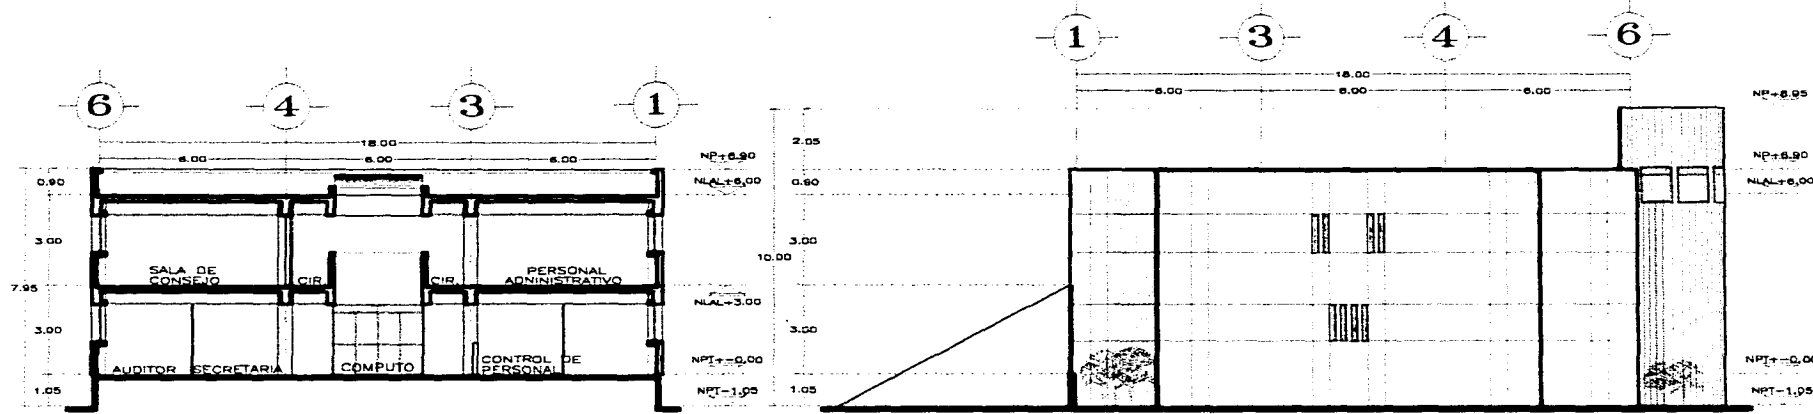 6 4 3 1
18.00
6.00 6.00 6.00
NP+6.90
0.90
NLAL+6.00
3.00
SALA DE CONSEJO
CIR.
CIR.
PERSONAL ADNINISTRATIVO
7.95
NLAL+3.00
3.00
AUDITOR
SECRETARIA
COMPUTO
CONTROL DE PERSONAL
NPT+-0.00
1.05
NPT-1.05
1 3 4 6
18.00
6.00 6.00 6.00
NP+8.95
2.05
NP+6.90
0.90
NLAL+6.00
3.00
10.00
3.00
NPT+-0.00
1.05
NPT-1.05